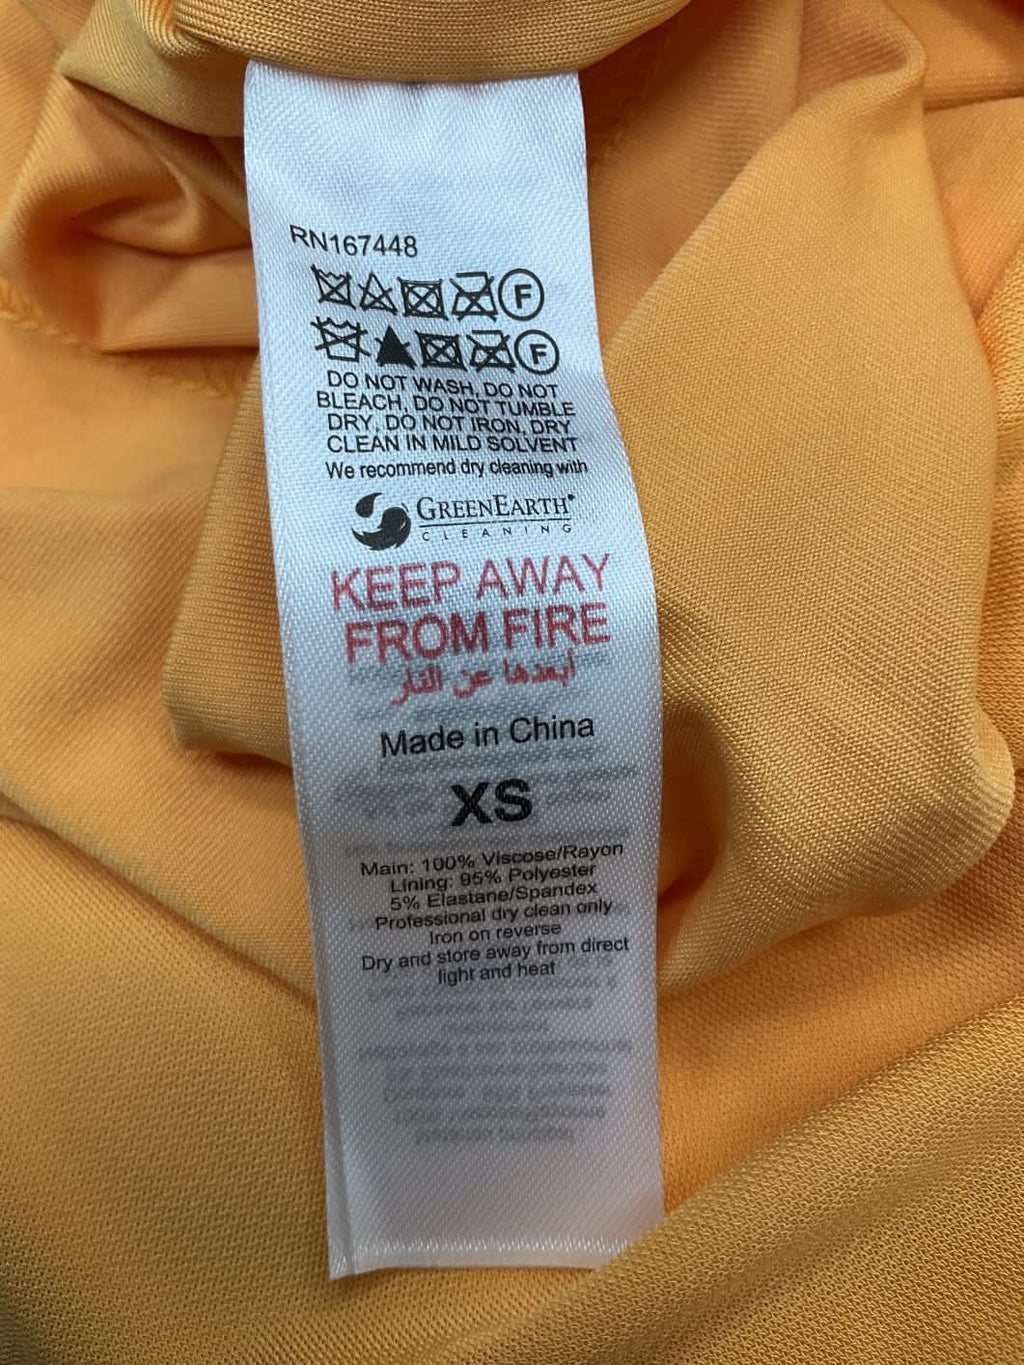 RN167448
F
F
DO NOT WASH, DO NOT
BLEACH, DO NOT TUMBLE
DRY, DO NOT IRON, DRY
CLEAN IN MILD SOLVENT
We recommend dry cleaning with
GREENEARTH®
CLEANING
KEEP AWAY
FROM FIRE
أبعدها عن النار
Made in China
XS
Main: 100% Viscose/Rayon
Lining: 95% Polyester
5% Elastane/Spandex
Professional dry clean only
Iron on reverse
Dry and store away from direct
light and heat